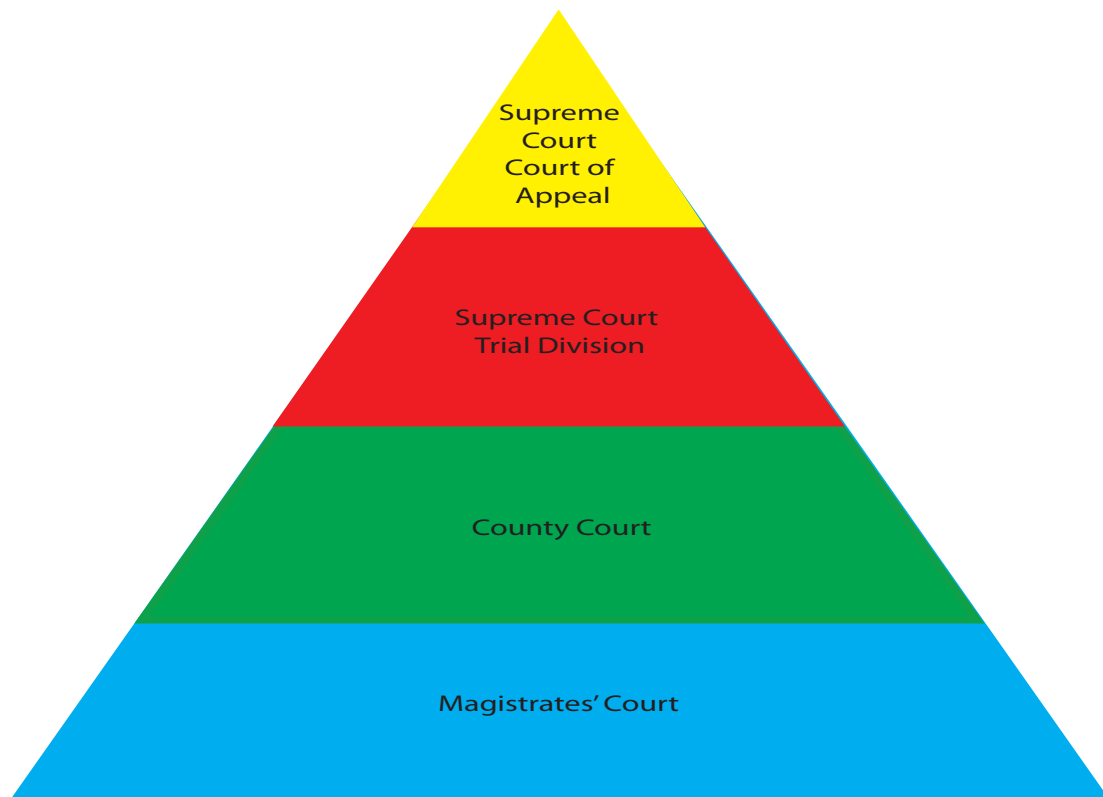 Supreme
Court
Court of
Appeal
Supreme Court
Trial Division
County Court
Magistrates’ Court